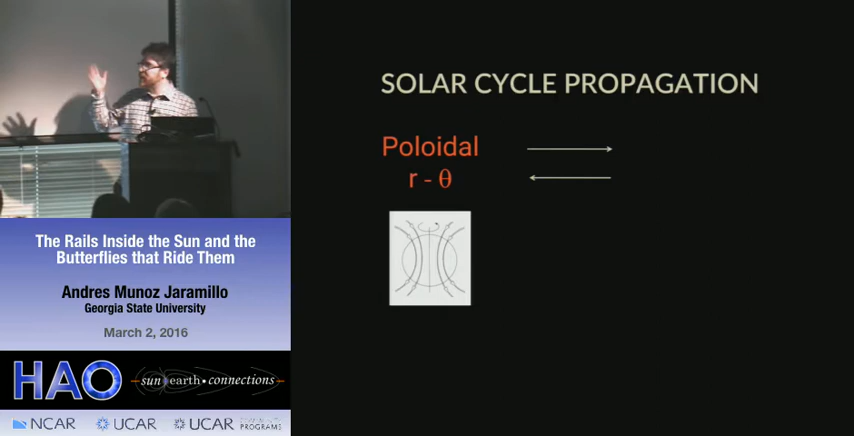 SOLAR CYCLE PROPAGATION
Poloidal
r - θ
The Rails Inside the Sun and the
Butterflies that Ride Them
Andres Munoz Jaramillo
Georgia State University
March 2, 2016
HAO
sun earth • connections
NCAR
UCAR
UCAR
PROGRAMS